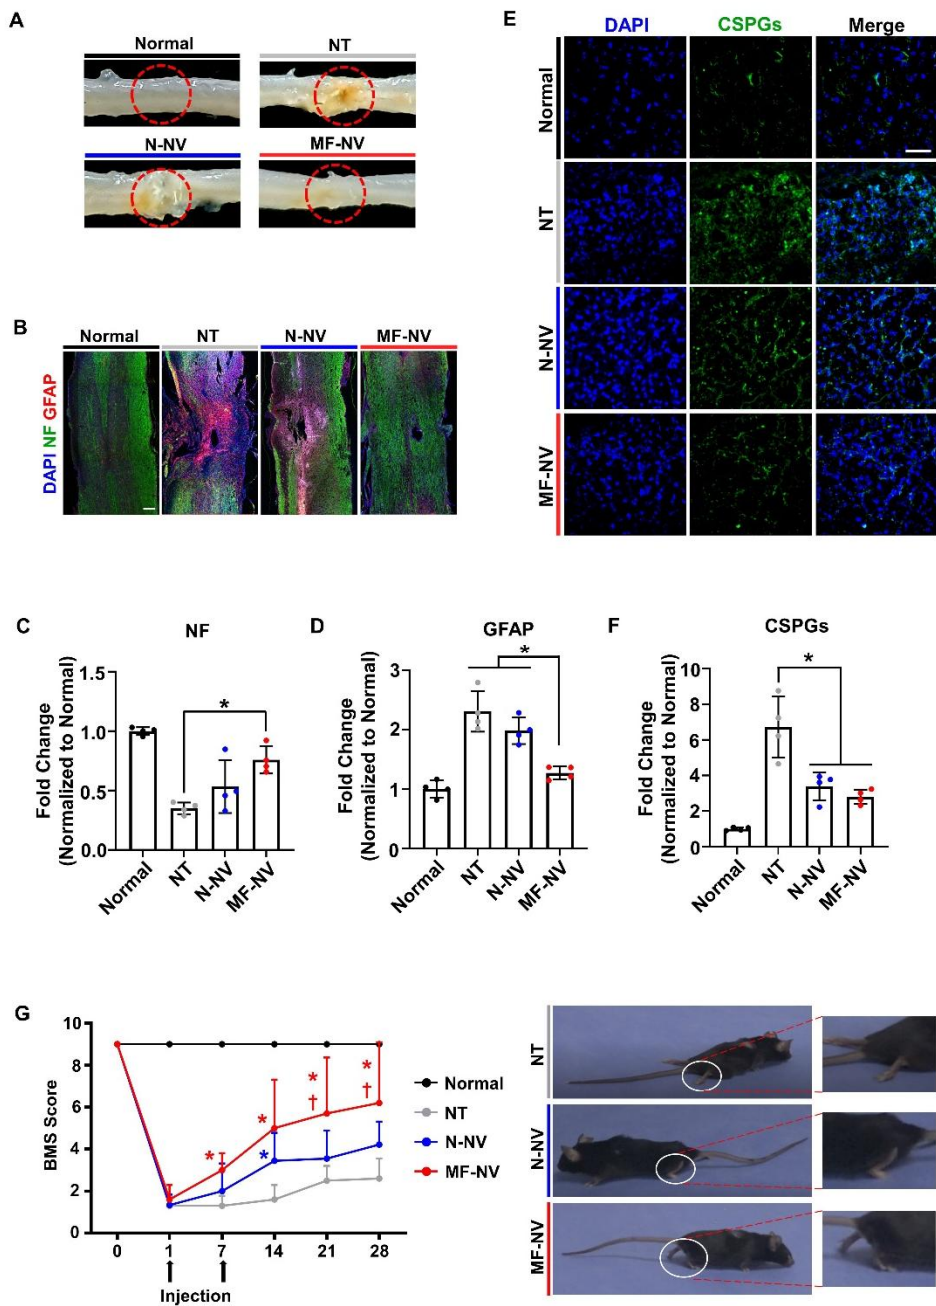 A
Normal
NT
N-NV
MF-NV
B
Normal
NT
N-NV
MF-NV
DAPI NF GFAP
C
NF
Fold Change
(Normalized to Normal)
1.5
1.0
0.5
0.0
Normal
NT
N-NV
MF-NV
*
D
GFAP
Fold Change
(Normalized to Normal)
3
2
1
0
Normal
NT
N-NV
MF-NV
*
E
DAPI
CSPGs
Merge
Normal
NT
N-NV
MF-NV
F
CSPGs
Fold Change
(Normalized to Normal)
10
8
6
4
2
0
Normal
NT
N-NV
MF-NV
*
G
BMS Score
9
8
6
4
2
0
0 1 7 14 21 28
Injection
*
*
*
*
†
*
†
Normal
NT
N-NV
MF-NV
NT
N-NV
MF-NV